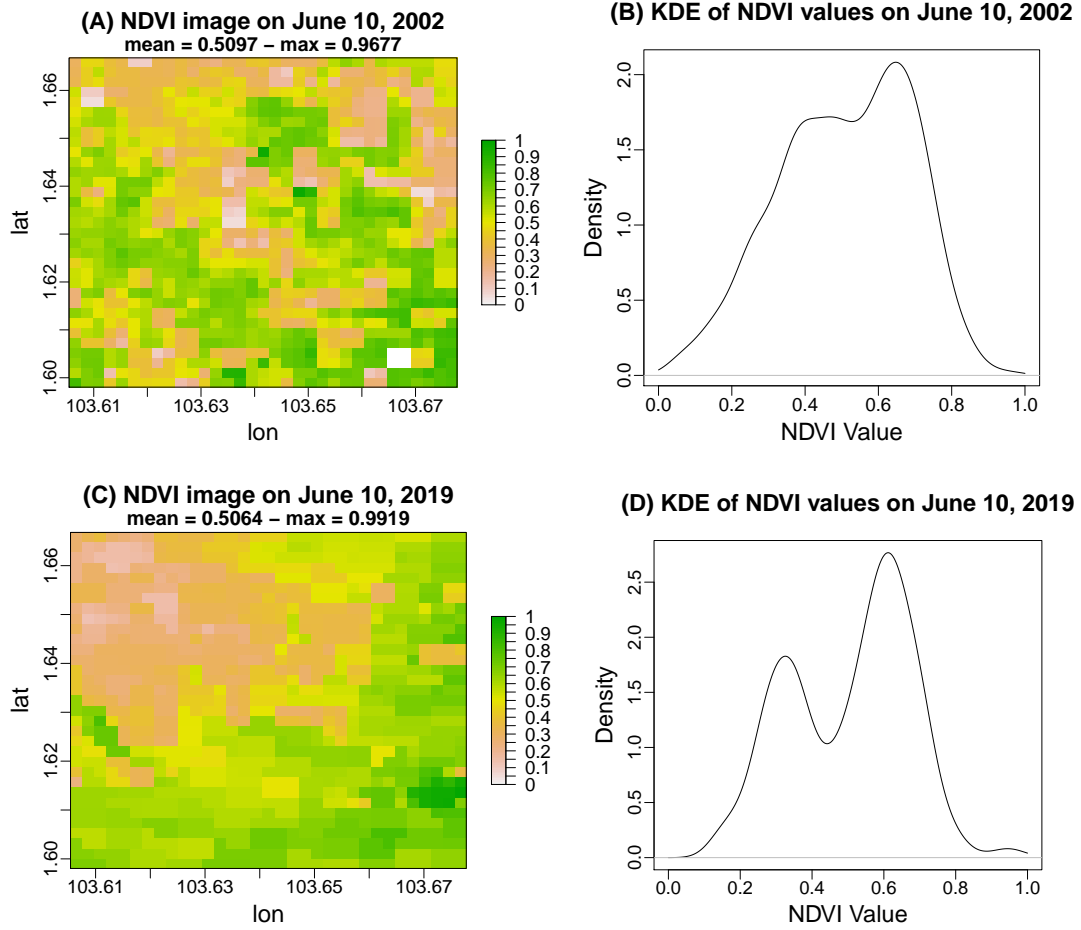 (A) NDVI image on June 10, 2002
mean = 0.5097 − max = 0.9677
1.66
1.64
1.62
1.60
lat
103.61 103.63 103.65 103.67
lon
1
0.9
0.8
0.7
0.6
0.5
0.4
0.3
0.2
0.1
0
(B) KDE of NDVI values on June 10, 2002
2.0
1.5
1.0
0.5
0.0
Density
0.0 0.2 0.4 0.6 0.8 1.0
NDVI Value
(C) NDVI image on June 10, 2019
mean = 0.5064 − max = 0.9919
1.66
1.64
1.62
1.60
lat
103.61 103.63 103.65 103.67
lon
1
0.9
0.8
0.7
0.6
0.5
0.4
0.3
0.2
0.1
0
(D) KDE of NDVI values on June 10, 2019
2.5
2.0
1.5
1.0
0.5
0.0
Density
0.0 0.2 0.4 0.6 0.8 1.0
NDVI Value